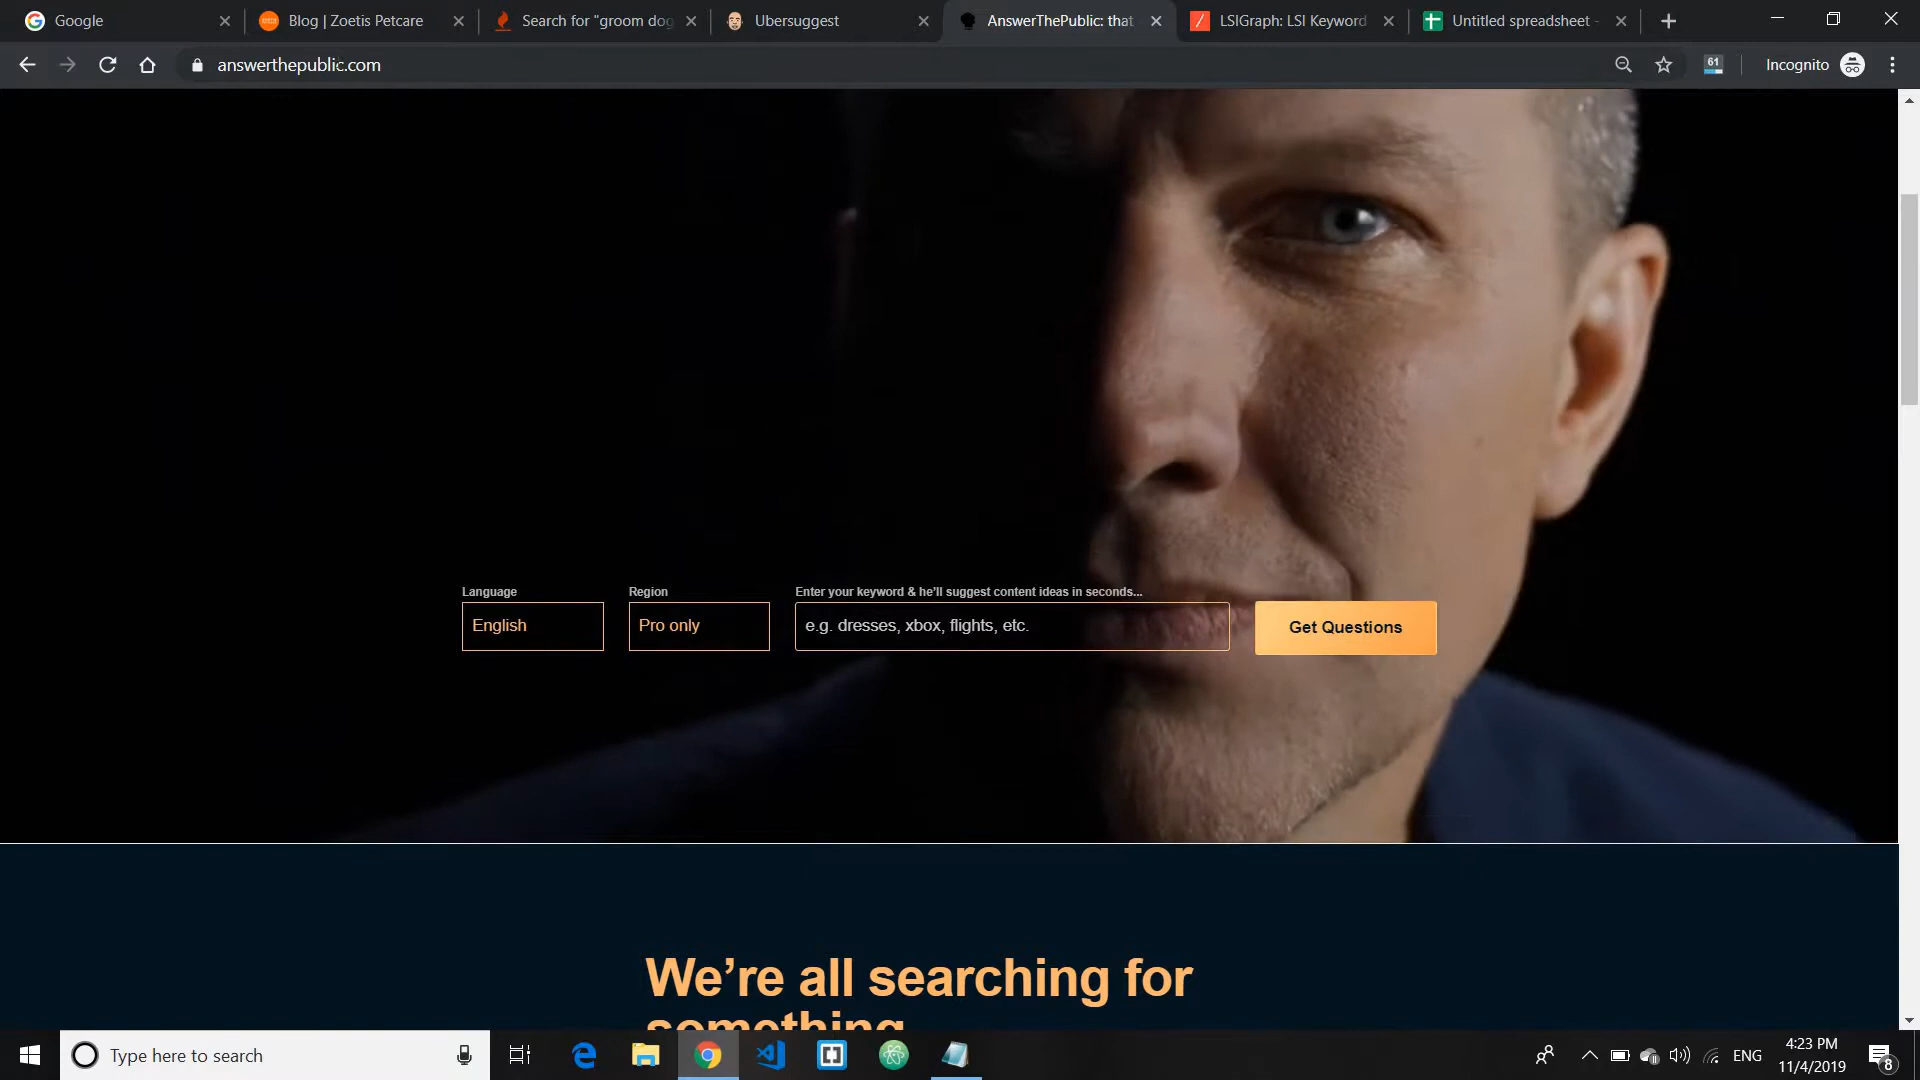 Google
Blog | Zoetis Petcare
Search for "groom dog
Ubersuggest
AnswerThePublic: that
LSIGraph: LSI Keyword
Untitled spreadsheet -
answerthepublic.com
61
Incognito
Language
Region
Enter your keyword & he'll suggest content ideas in seconds...
English
Pro only
e.g. dresses, xbox, flights, etc.
Get Questions
We're all searching for
something
Type here to search
ENG
4:23 PM
11/4/2019
8